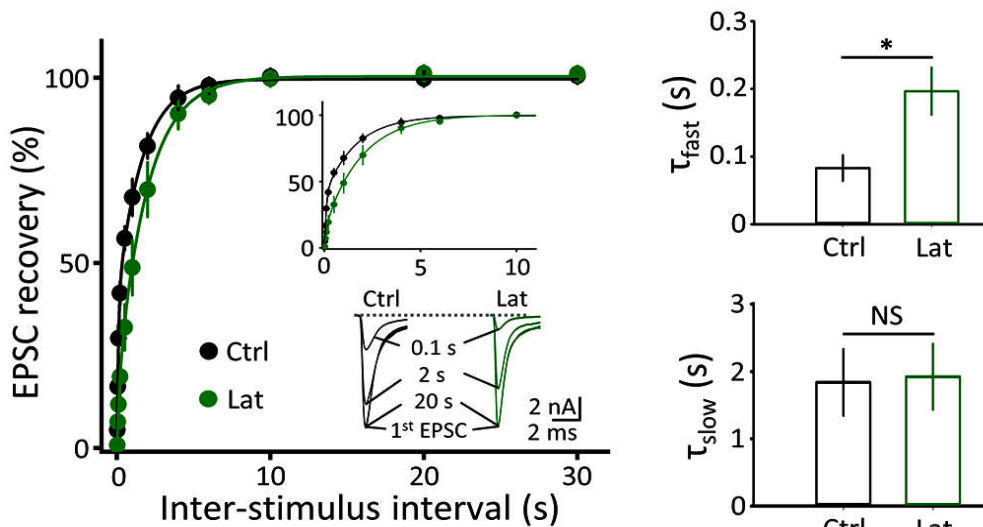 EPSC recovery (%)
100
50
0
0
10
20
30
Inter-stimulus interval (s)
Ctrl
Lat
100
50
0
0
5
10
Ctrl
Lat
0.1 s
2 s
20 s
1st EPSC
2 nA
2 ms
τfast (s)
0.3
0.2
0.1
0
*
Ctrl
Lat
τslow (s)
3
2
1
0
NS
Ctrl
Lat